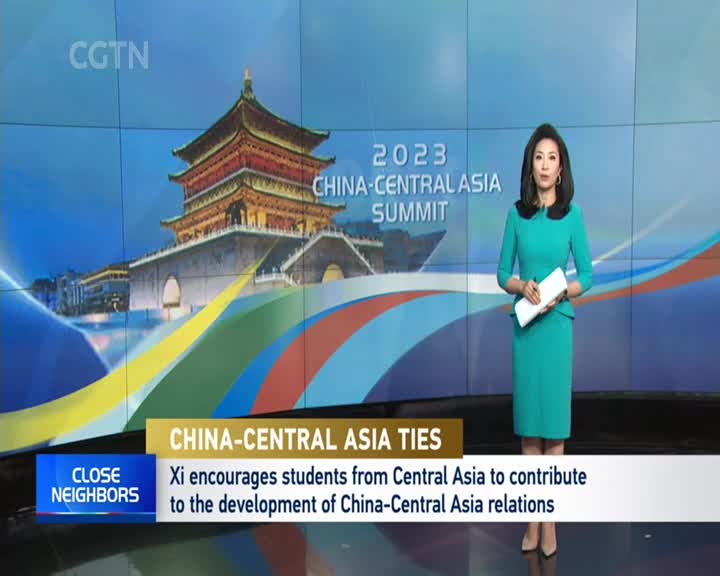 CGTN
2023
CHINA-CENTRAL ASIA
SUMMIT
CHINA-CENTRAL ASIA TIES
CLOSE
NEIGHBORS
Xi encourages students from Central Asia to contribute
to the development of China-Central Asia relations